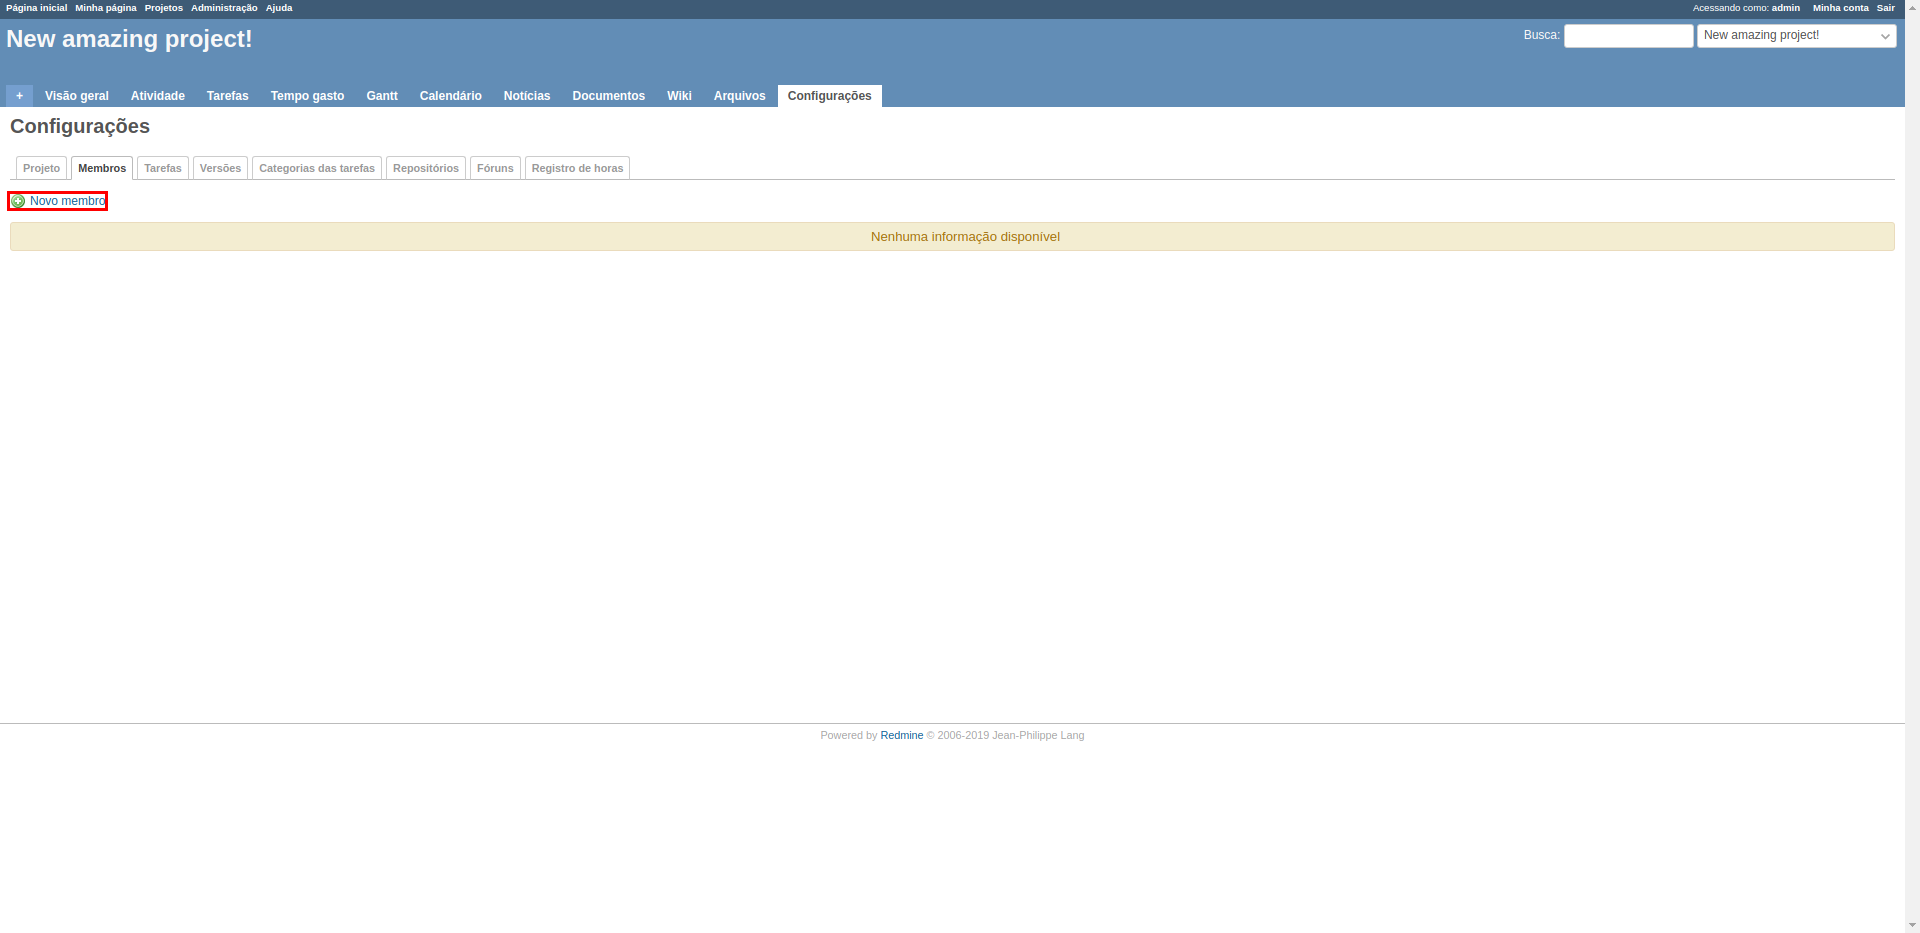 Página inicial Minha página Projetos Administração Ajuda Acessando como: admin Minha conta Sair
New amazing project! Busca: New amazing project!
+ Visão geral Atividade Tarefas Tempo gasto Gantt Calendário Notícias Documentos Wiki Arquivos Configurações
Configurações
Projeto Membros Tarefas Versões Categorias das tarefas Repositórios Fóruns Registro de horas
Novo membro
Nenhuma informação disponível
Powered by Redmine © 2006-2019 Jean-Philippe Lang